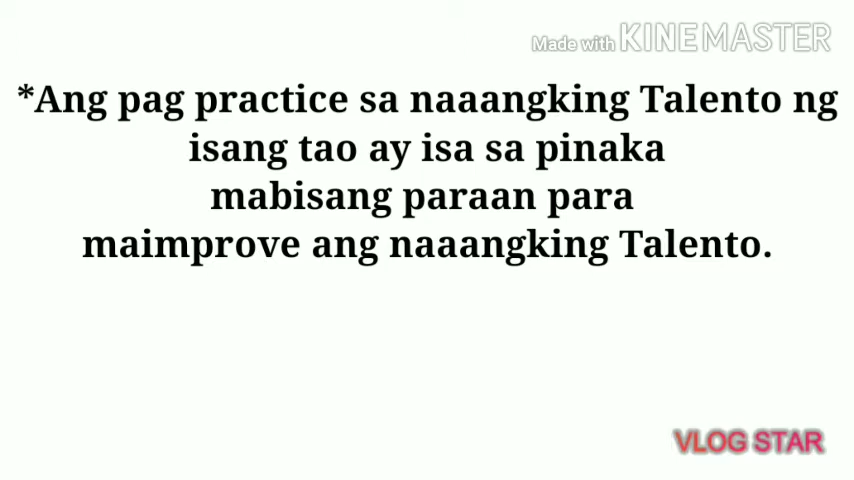 Made with KINEMASTER
*Ang pag practice sa naaangking Talento ng
isang tao ay isa sa pinaka
mabisang paraan para
maimprove ang naaangking Talento.
VLOG STAR